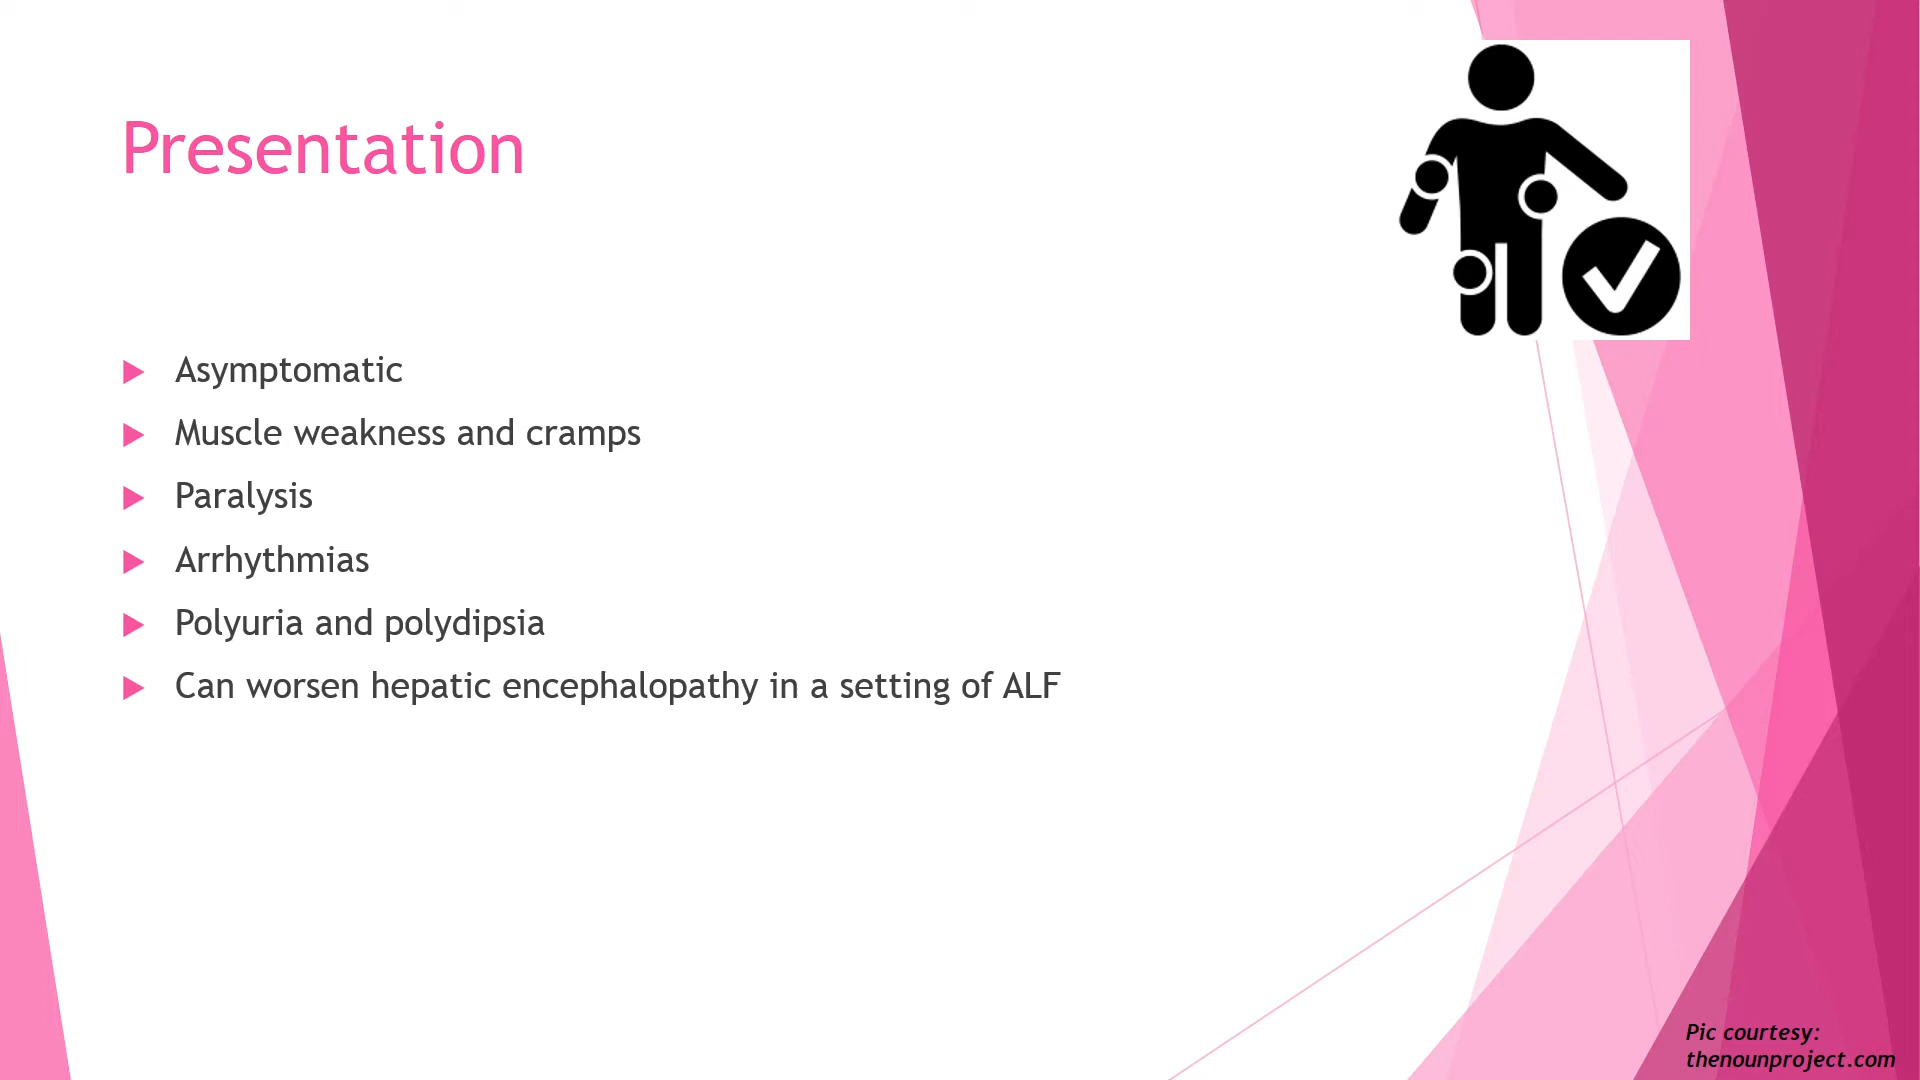 Presentation
Asymptomatic
Muscle weakness and cramps
Paralysis
Arrhythmias
Polyuria and polydipsia
Can worsen hepatic encephalopathy in a setting of ALF
Pic courtesy:
thenounproject.com